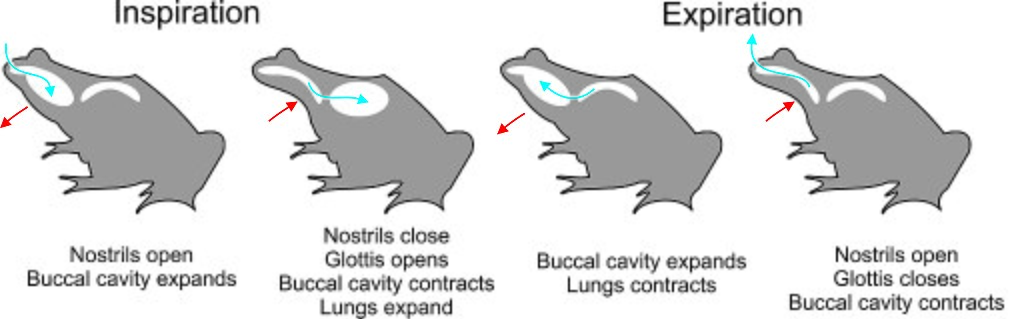 Inspiration
Expiration
Nostrils open
Buccal cavity expands
Nostrils close
Glottis opens
Buccal cavity contracts
Lungs expand
Buccal cavity expands
Lungs contracts
Nostrils open
Glottis closes
Buccal cavity contracts